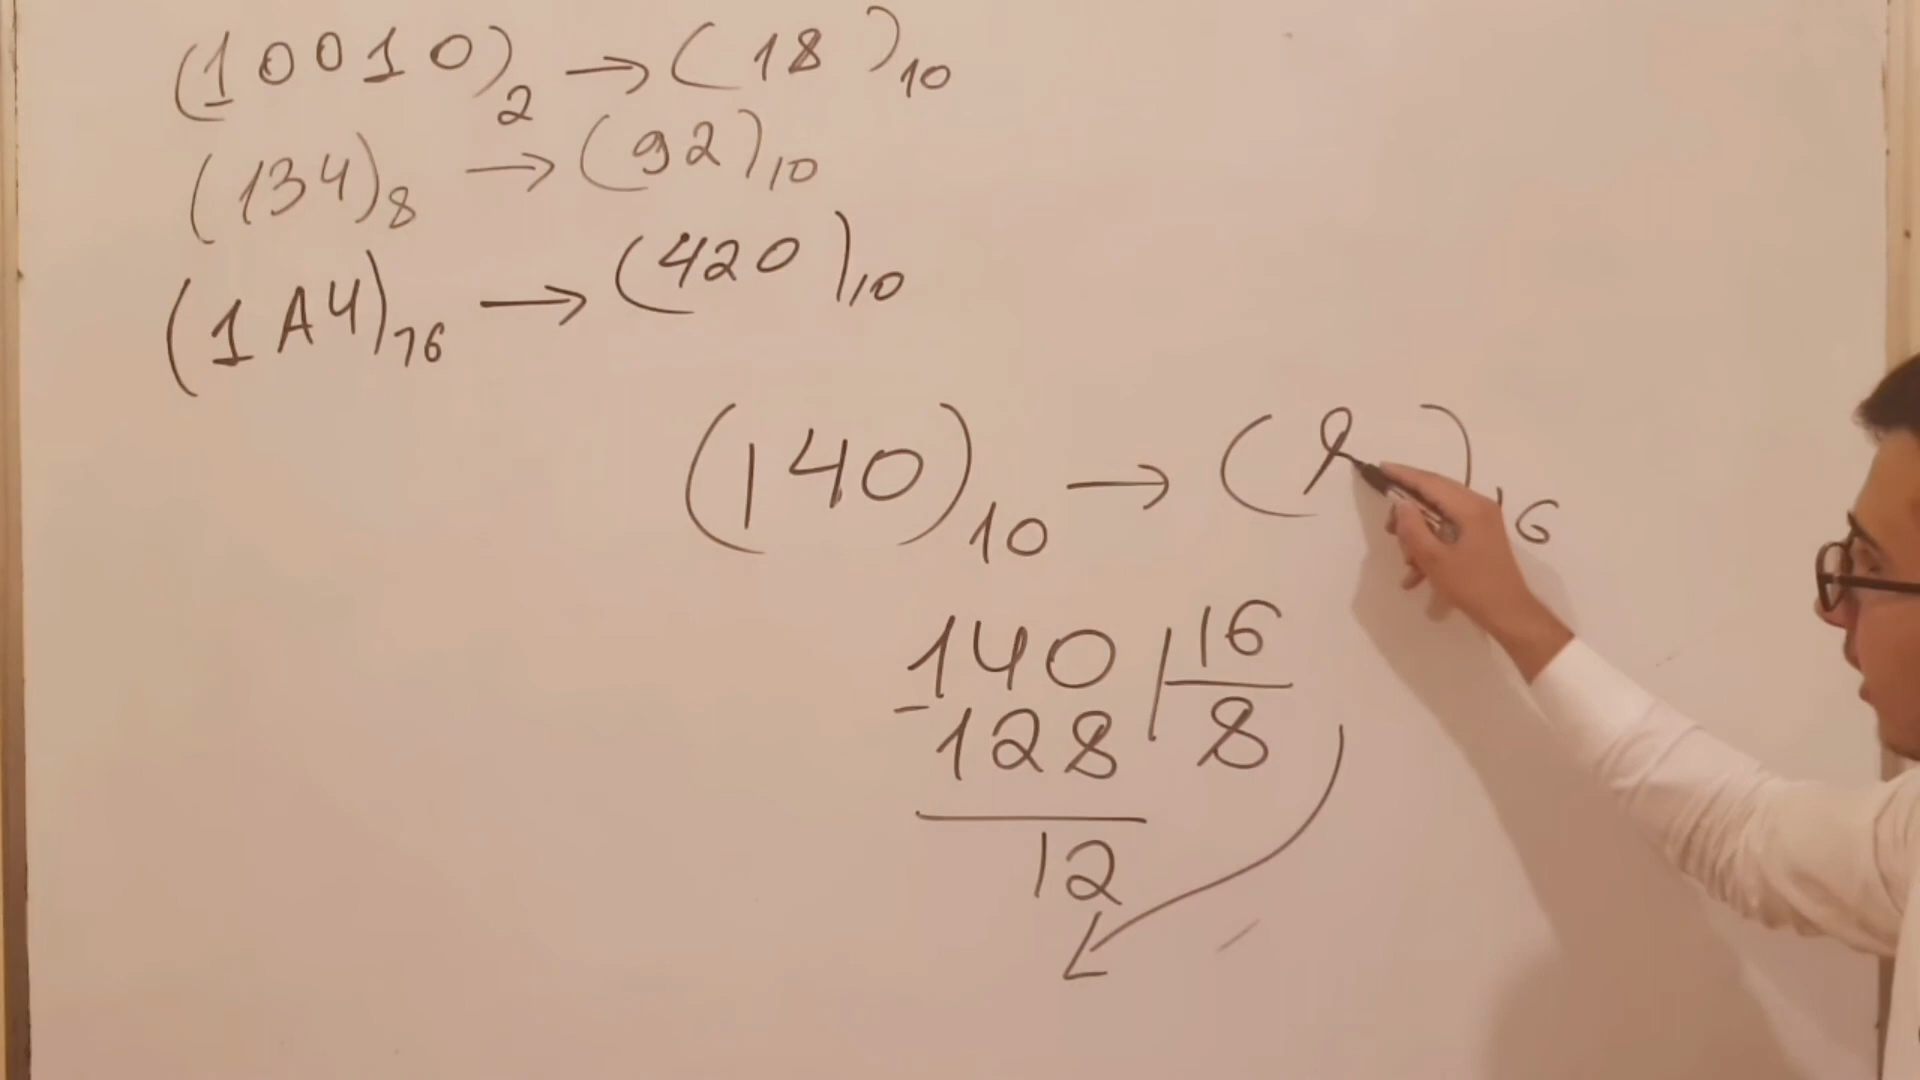 (10010)₂ → (18)₁₀
(134)₈ → (92)₁₀
(1A4)₁₆ → (420)₁₀
(140)₁₀ → (8 )₁₆
140 | 16
-128 8
12